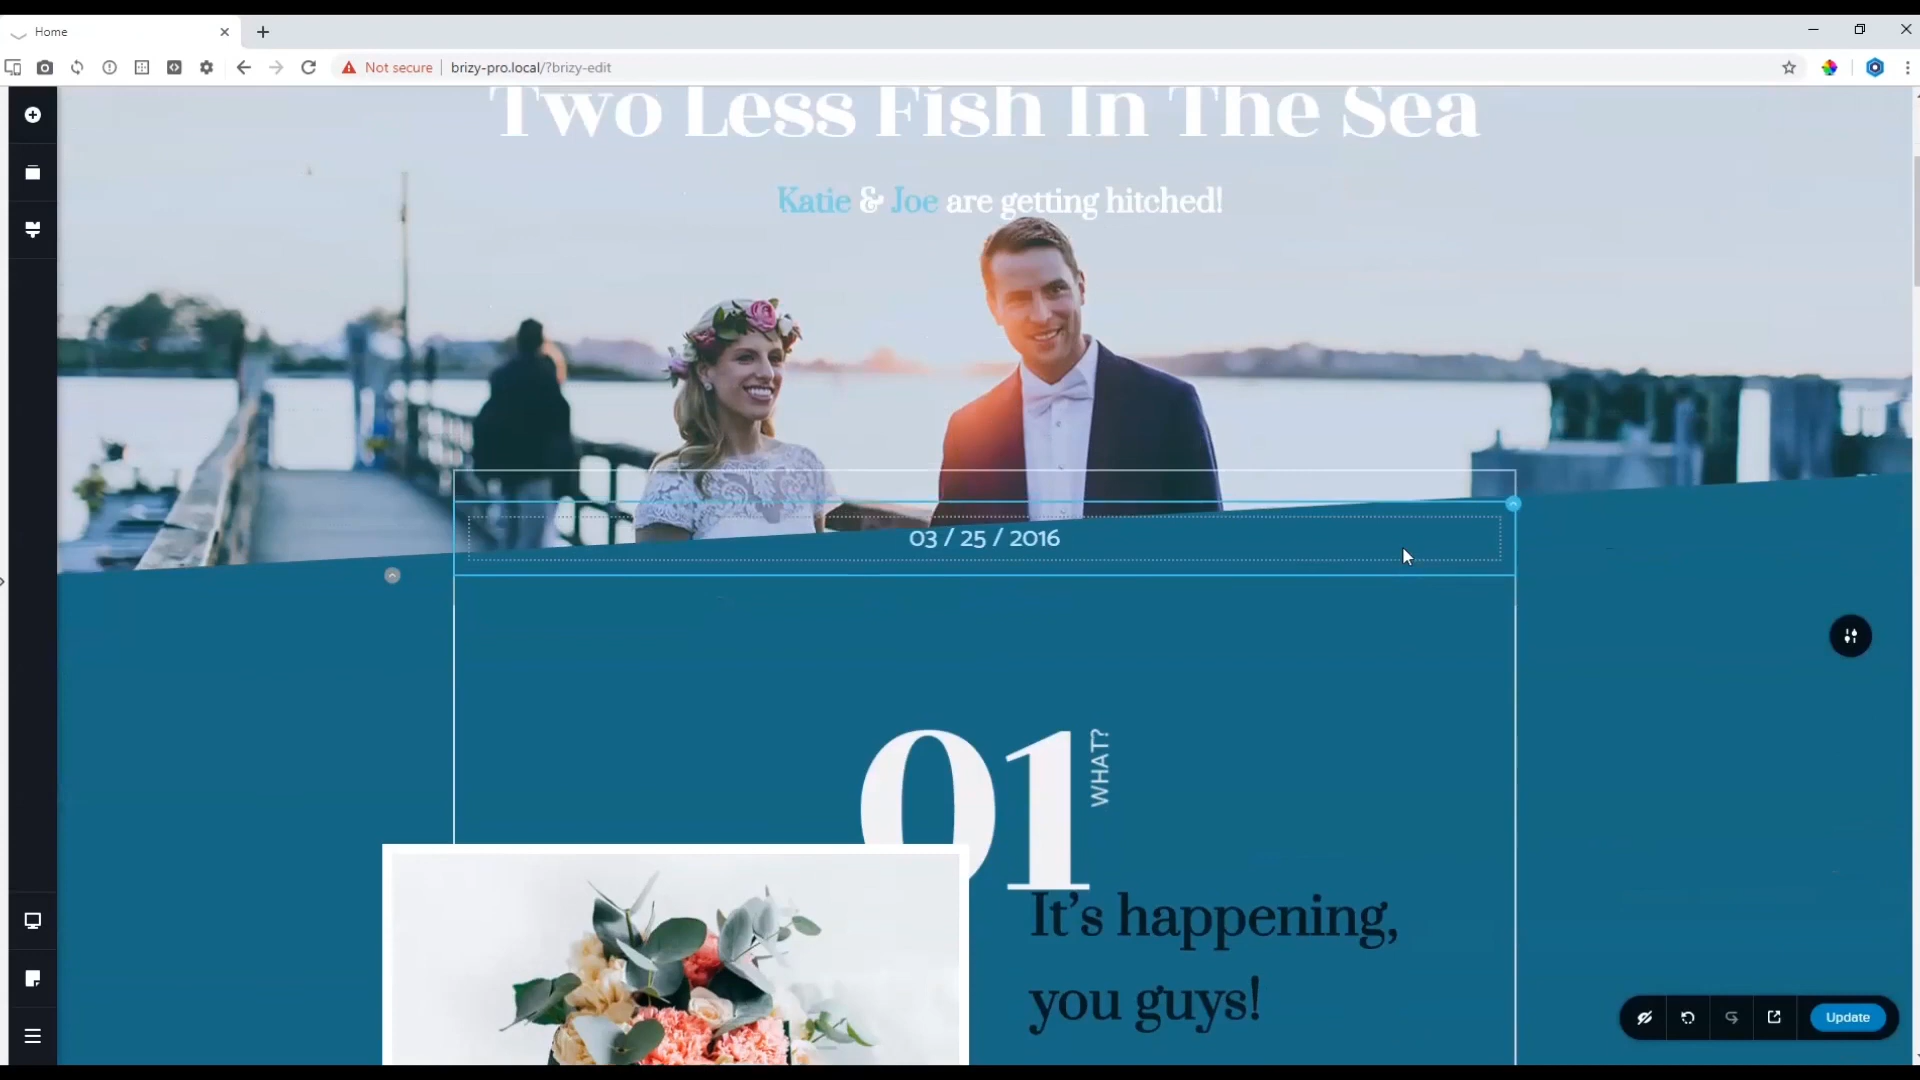 Home
Not secure
brizy-pro.local/?brizy-edit
Two Less Fish In The Sea
Katie & Joe are getting hitched!
03 / 25 / 2016
01
WHAT?
It's happening,
you guys!
Update